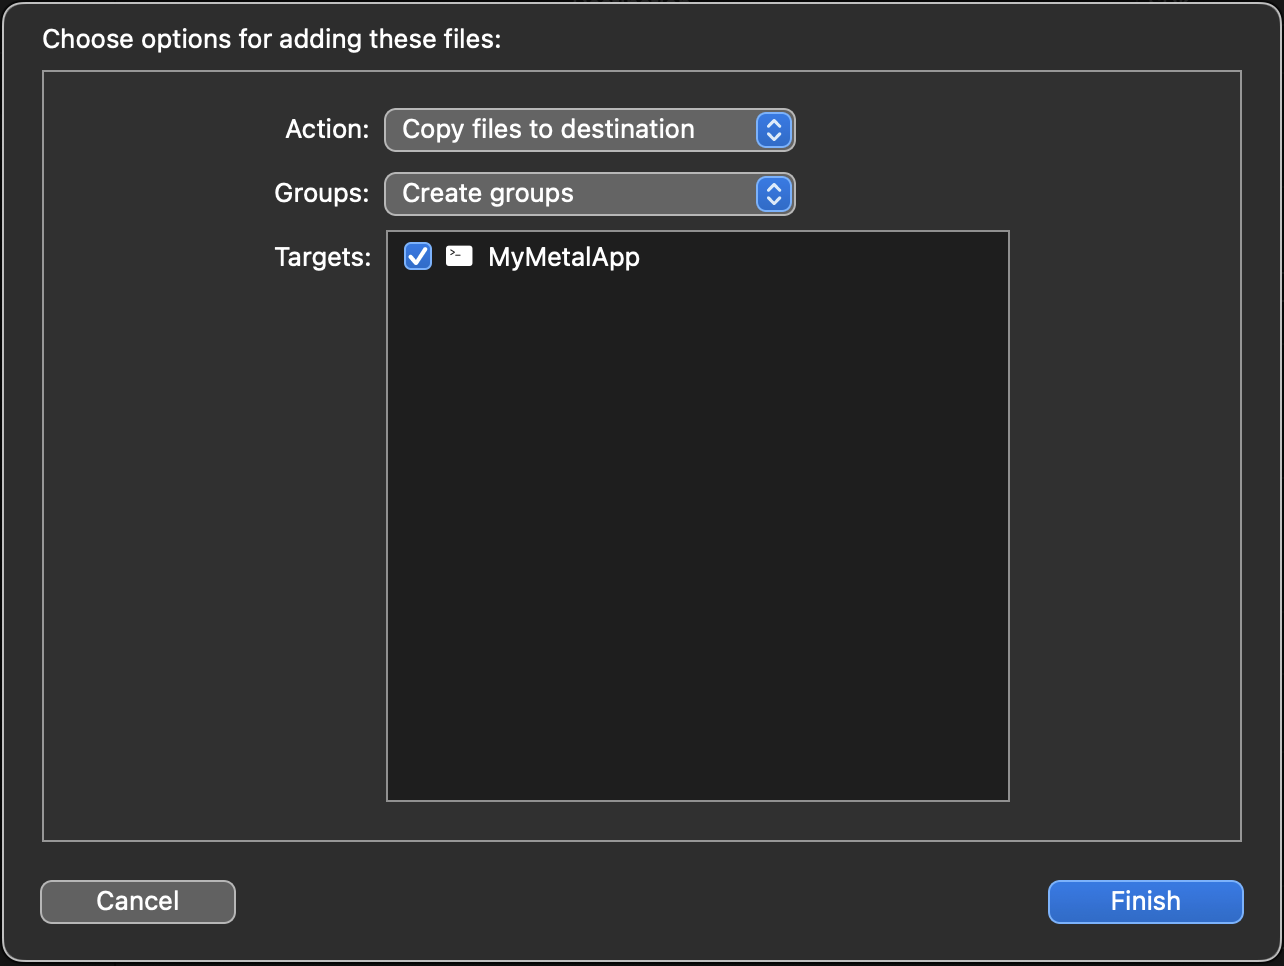 Choose options for adding these files:
Action: Copy files to destination
Groups: Create groups
Targets: MyMetalApp
Cancel Finish